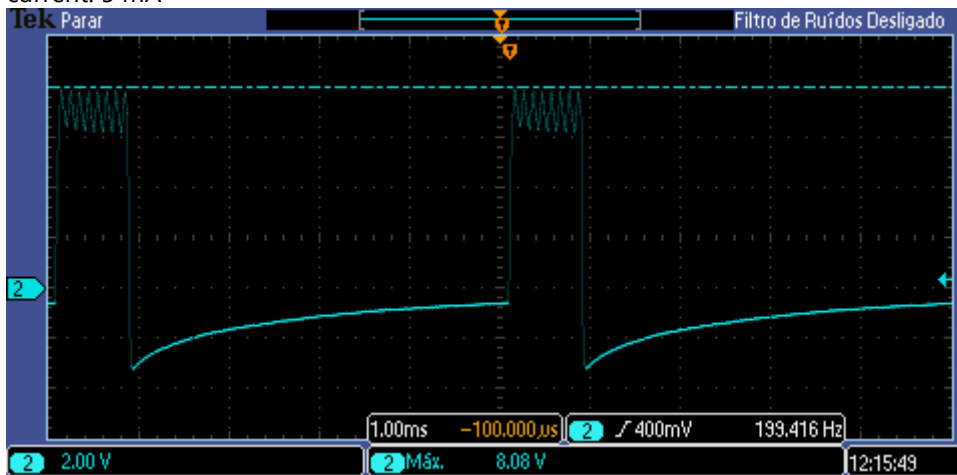 Tek Parar Filtro de Ruídos Desligado
2
1.00ms −100.000µs 2 400mV 199.416 Hz
2 2.00 V 2 Máx. 8.08 V 12:15:49